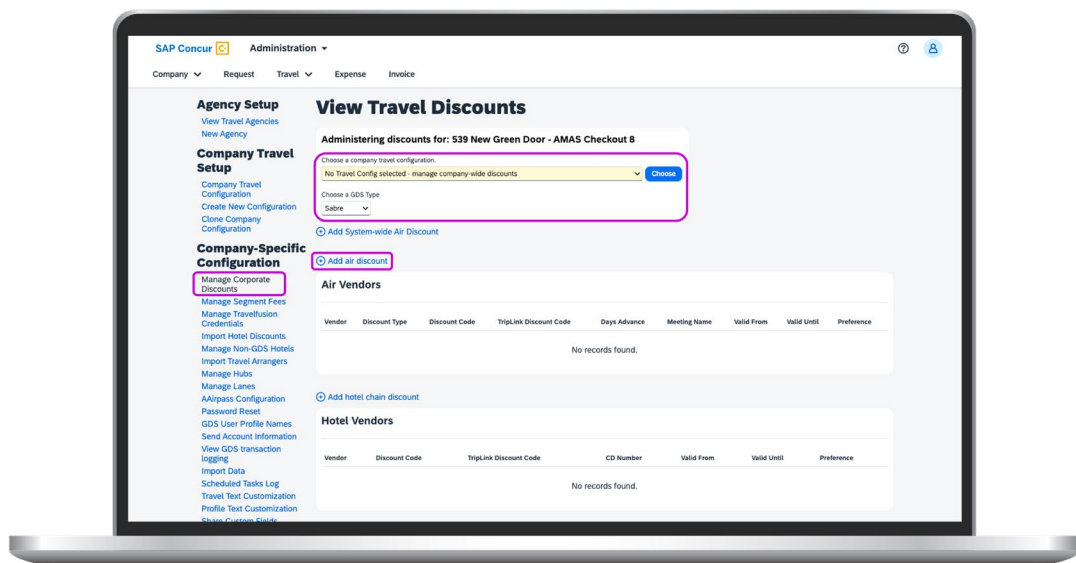 SAP Concur C. Administration
Company Request Travel Expense Invoice
Agency Setup
View Travel Agencies
New Agency
Company Travel
Setup
Company Travel
Configuration
Create New Configuration
Clone Company
Configuration
Company-Specific
Configuration
Manage Corporate
Discounts
Manage Segment Fees
Manage Travelfusion
Credentials
Import Hotel Discounts
Manage Non-GDS Hotels
Import Travel Arrangers
Manage Hubs
Manage Lanes
AAirpass Configuration
Password Reset
GDS User Profile Names
Send Account Information
View GDS transaction
logging
Import Data
Scheduled Tasks Log
Travel Text Customization
Profile Text Customization
Share Custom Fields
View Travel Discounts
Administering discounts for: 539 New Green Door - AMAS Checkout 8
Choose a company travel configuration.
No Travel Config selected - manage company-wide discounts
Choose
Choose a GDS Type
Sabre
Add System-wide Air Discount
Add air discount
Air Vendors
Vendor Discount Type Discount Code TripLink Discount Code Days Advance Meeting Name Valid From Valid Until Preference
No records found.
Add hotel chain discount
Hotel Vendors
Vendor Discount Code TripLink Discount Code CD Number Valid From Valid Until Preference
No records found.